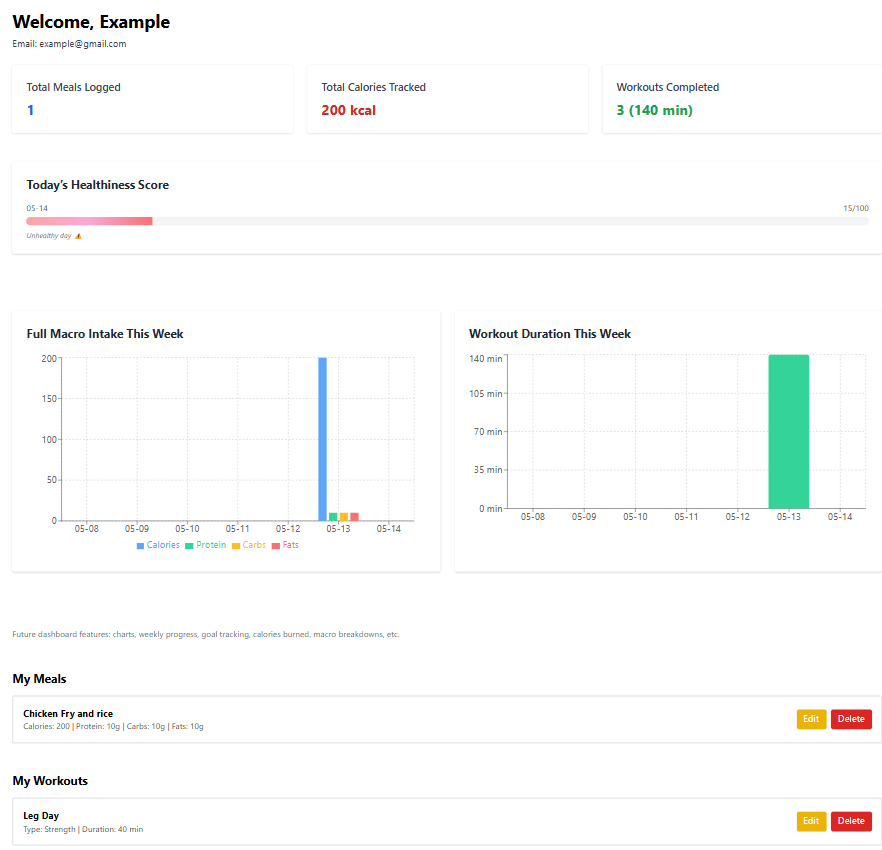 Welcome, Example
Email: example@gmail.com
Total Meals Logged
1
Total Calories Tracked
200 kcal
Workouts Completed
3 (140 min)
Today's Healthiness Score
05-14
15/100
Unhealthy day ⚠️
Full Macro Intake This Week
200
150
100
50
0
05-08 05-09 05-10 05-11 05-12 05-13 05-14
Calories Protein Carbs Fats
Workout Duration This Week
140 min
105 min
70 min
35 min
0 min
05-08 05-09 05-10 05-11 05-12 05-13 05-14
Future dashboard features: charts, weekly progress, goal tracking, calories burned, macro breakdowns, etc.
My Meals
Chicken Fry and rice
Calories: 200 | Protein: 10g | Carbs: 10g | Fats: 10g
Edit Delete
My Workouts
Leg Day
Type: Strength | Duration: 40 min
Edit Delete